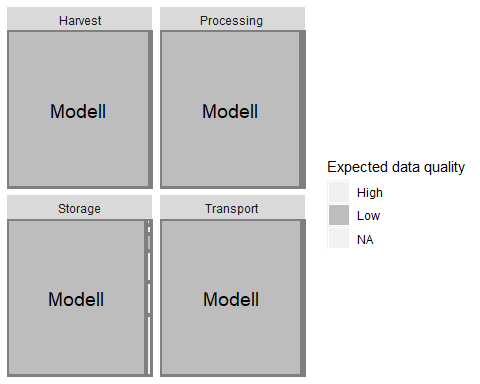 Harvest
Processing
Modell
Modell
Storage
Transport
Modell
Modell
Expected data quality
High
Low
NA